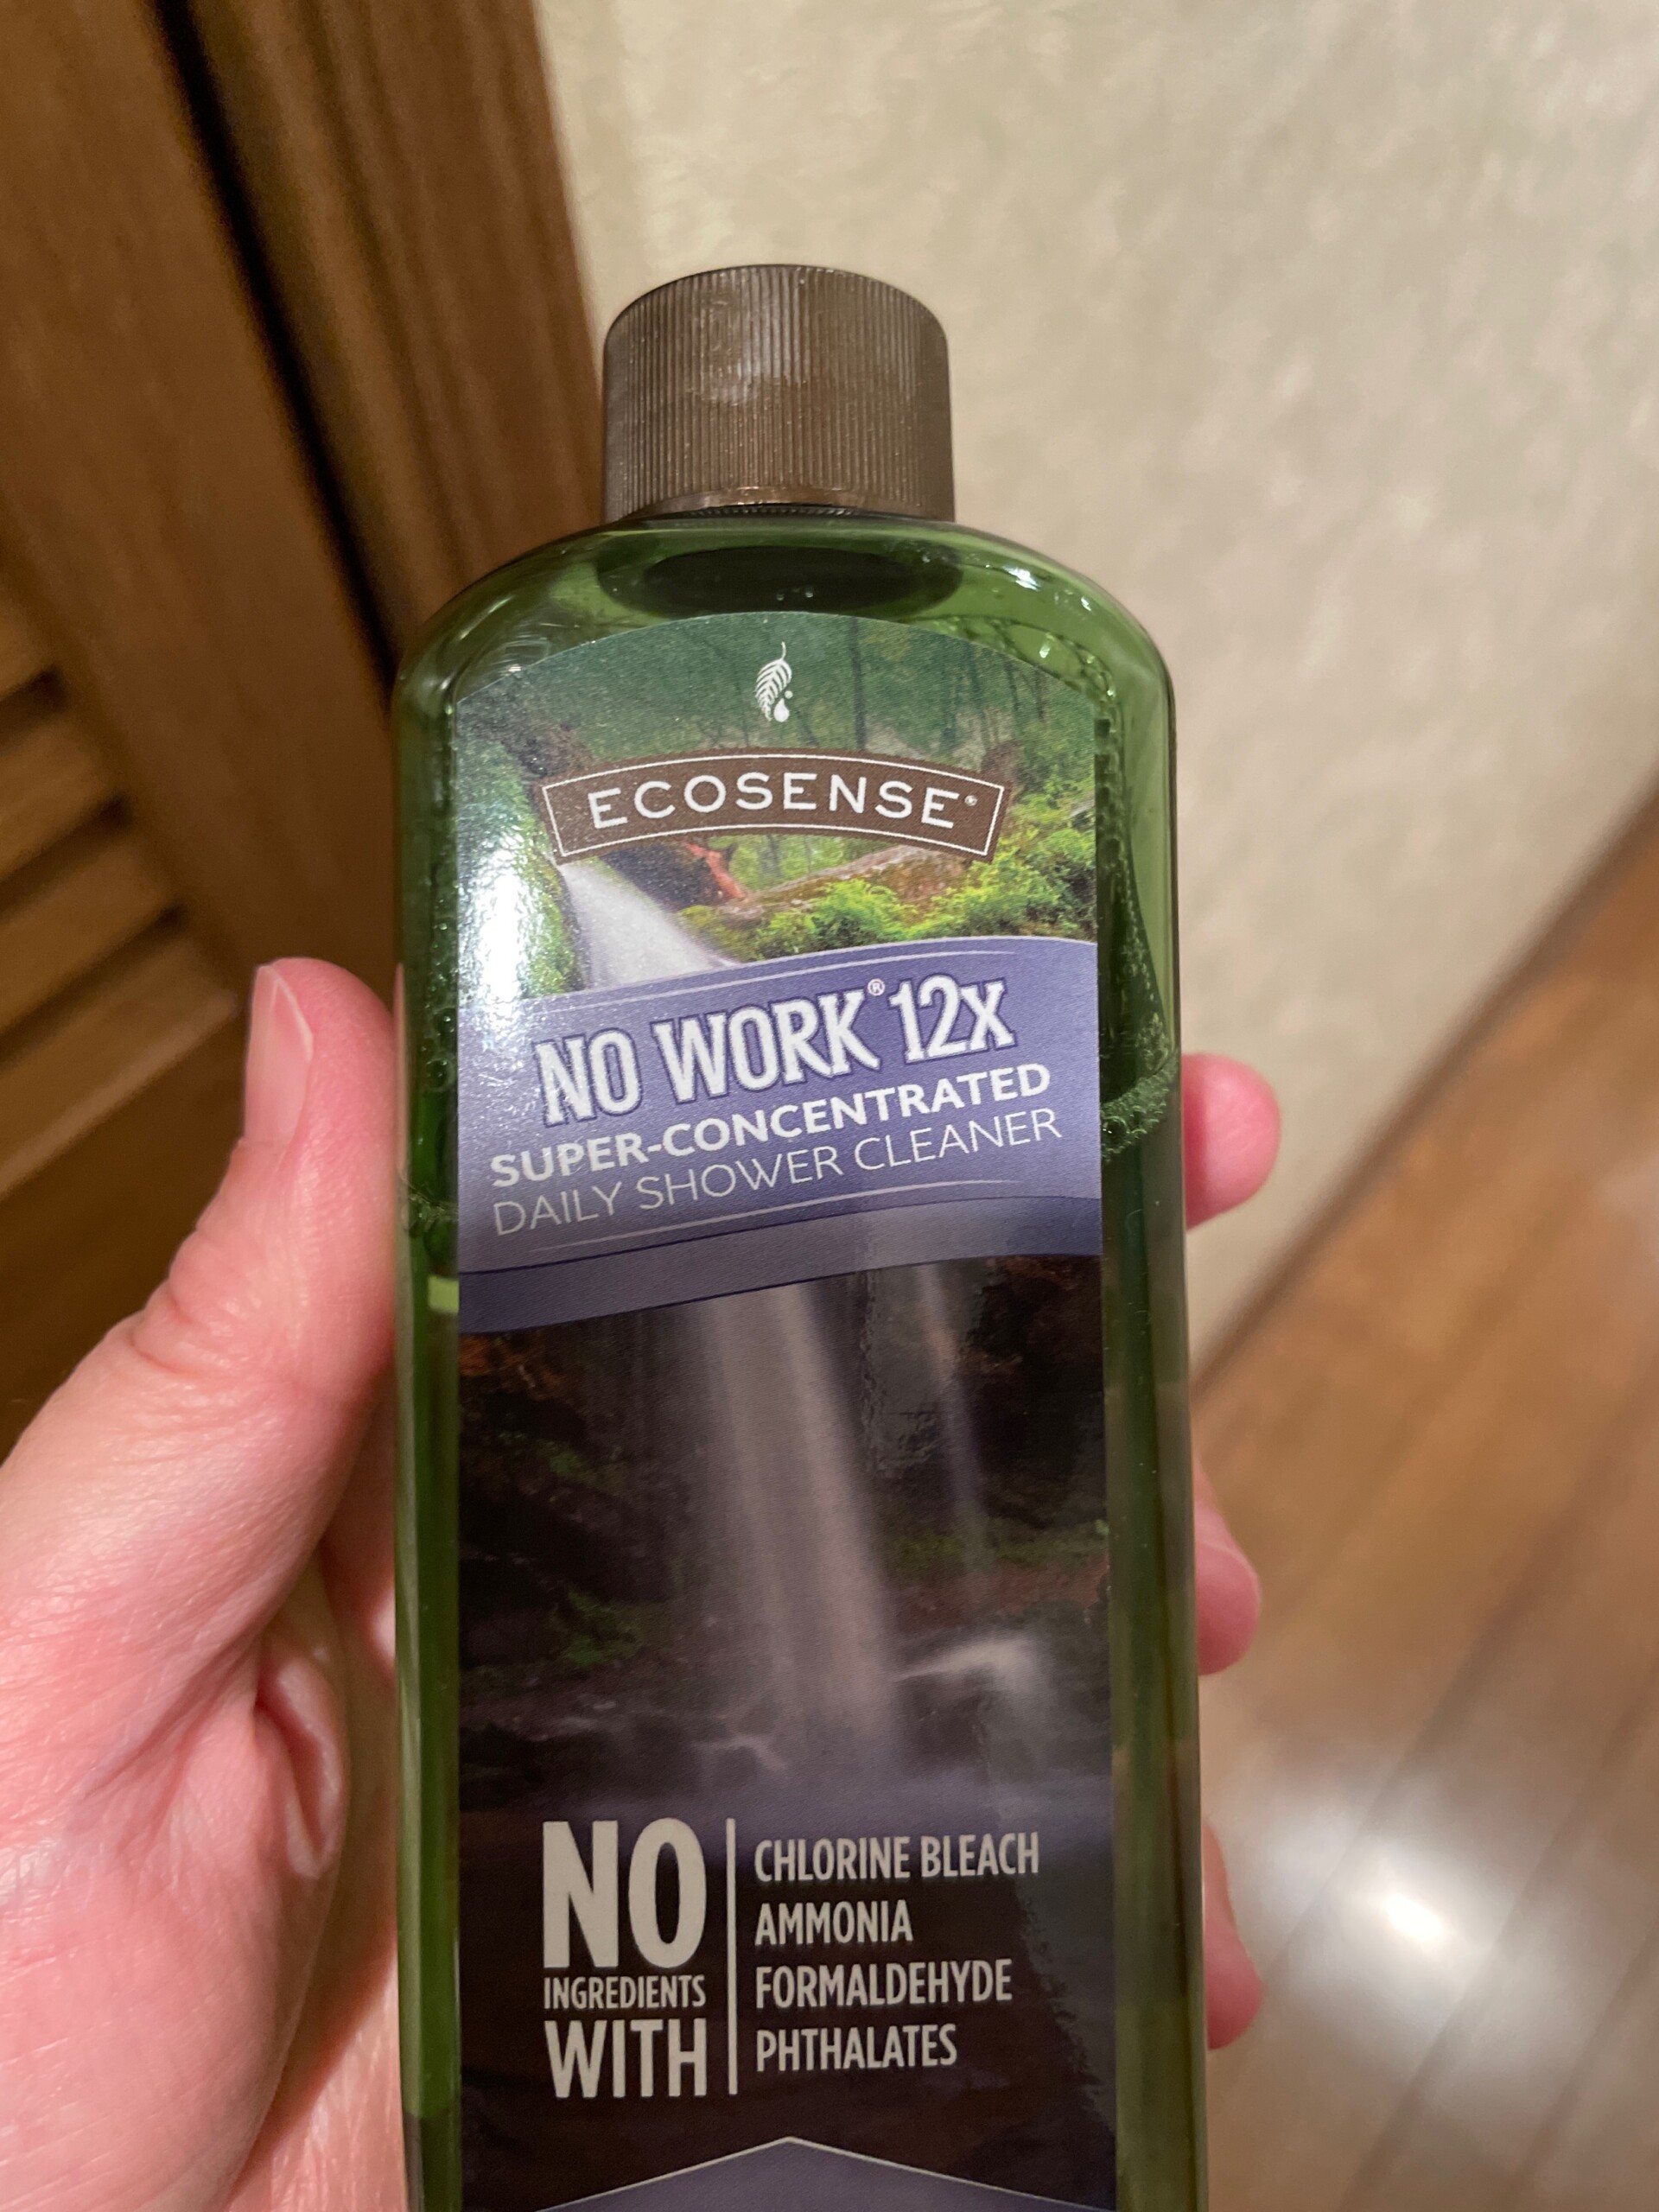 ECOSENSE®
NO WORK® 12X
SUPER-CONCENTRATED
DAILY SHOWER CLEANER
NO
INGREDIENTS
WITH
CHLORINE BLEACH
AMMONIA
FORMALDEHYDE
PHTHALATES